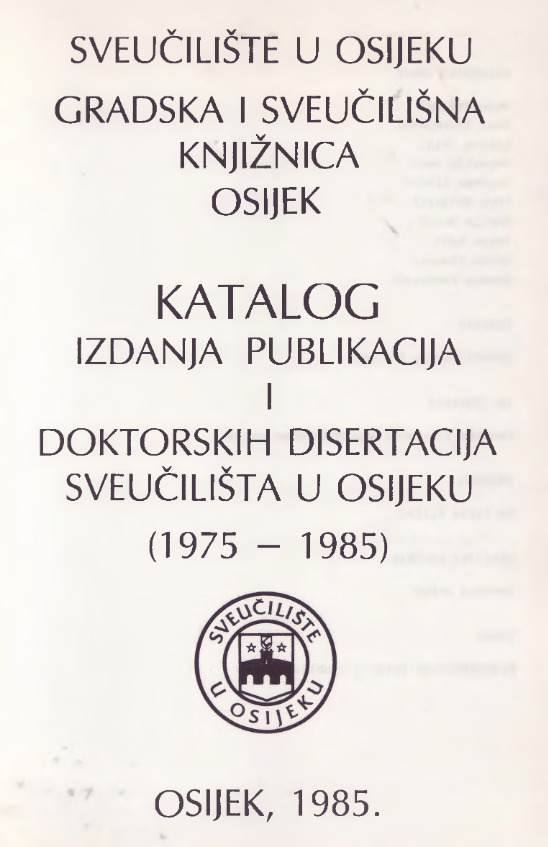 SVEUČILIŠTE U OSIJEKU
GRADSKA I SVEUČILIŠNA
KNJIŽNICA
OSIJEK
KATALOG
IZDANJA PUBLIKACIJA
I
DOKTORSKIH DISERTACIJA
SVEUČILIŠTA U OSIJEKU
(1975 – 1985)
SVEUČILIŠTE
U OSIJEKU
OSIJEK, 1985.